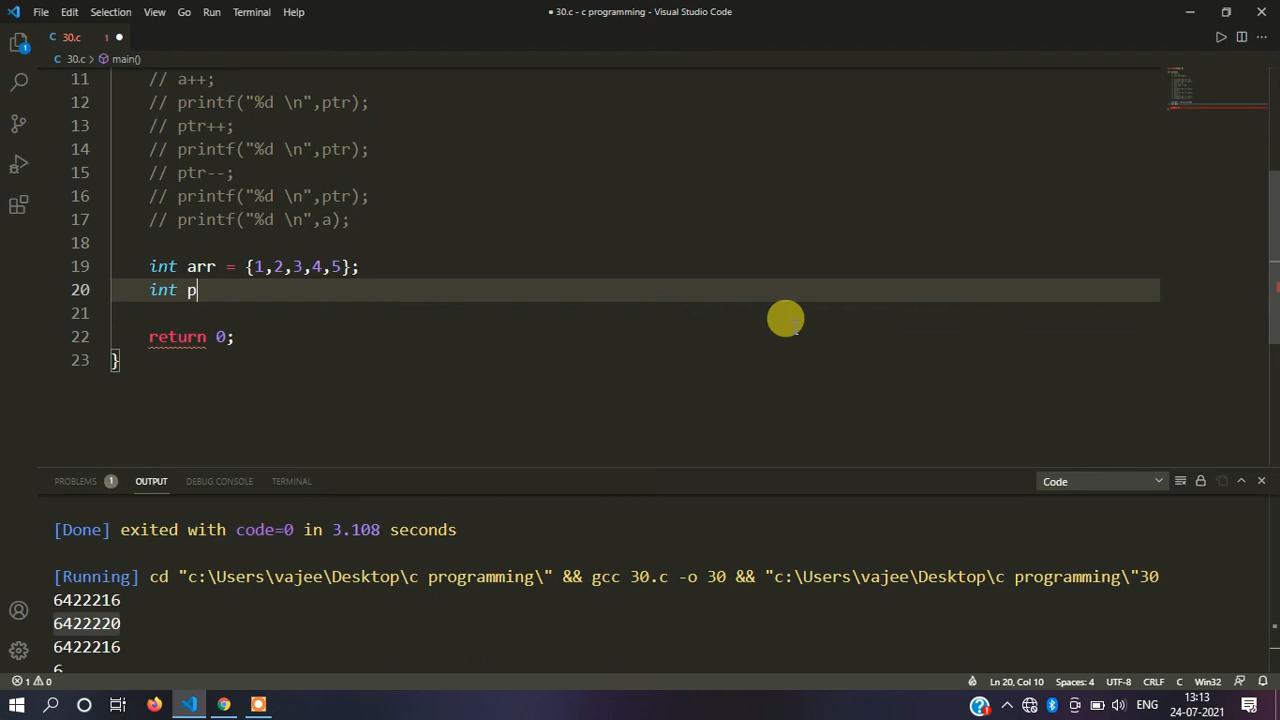 File Edit Selection View Go Run Terminal Help
● 30.c - c programming - Visual Studio Code
C 30.c 1 ●
C 30.c > main()
11 // a++;
12 // printf("%d \n",ptr);
13 // ptr++;
14 // printf("%d \n",ptr);
15 // ptr--;
16 // printf("%d \n",ptr);
17 // printf("%d \n",a);
18
19 int arr = {1,2,3,4,5};
20 int p
21
22 return 0;
23 }
PROBLEMS 1 OUTPUT DEBUG CONSOLE TERMINAL
Code
[Done] exited with code=0 in 3.108 seconds
[Running] cd "c:\Users\vajee\Desktop\c programming\" && gcc 30.c -o 30 && "c:\Users\vajee\Desktop\c programming\"30
6422216
6422220
6422216
6
1 0
Ln 20, Col 10 Spaces: 4 UTF-8 CRLF C Win32
ENG
13:13
24-07-2021